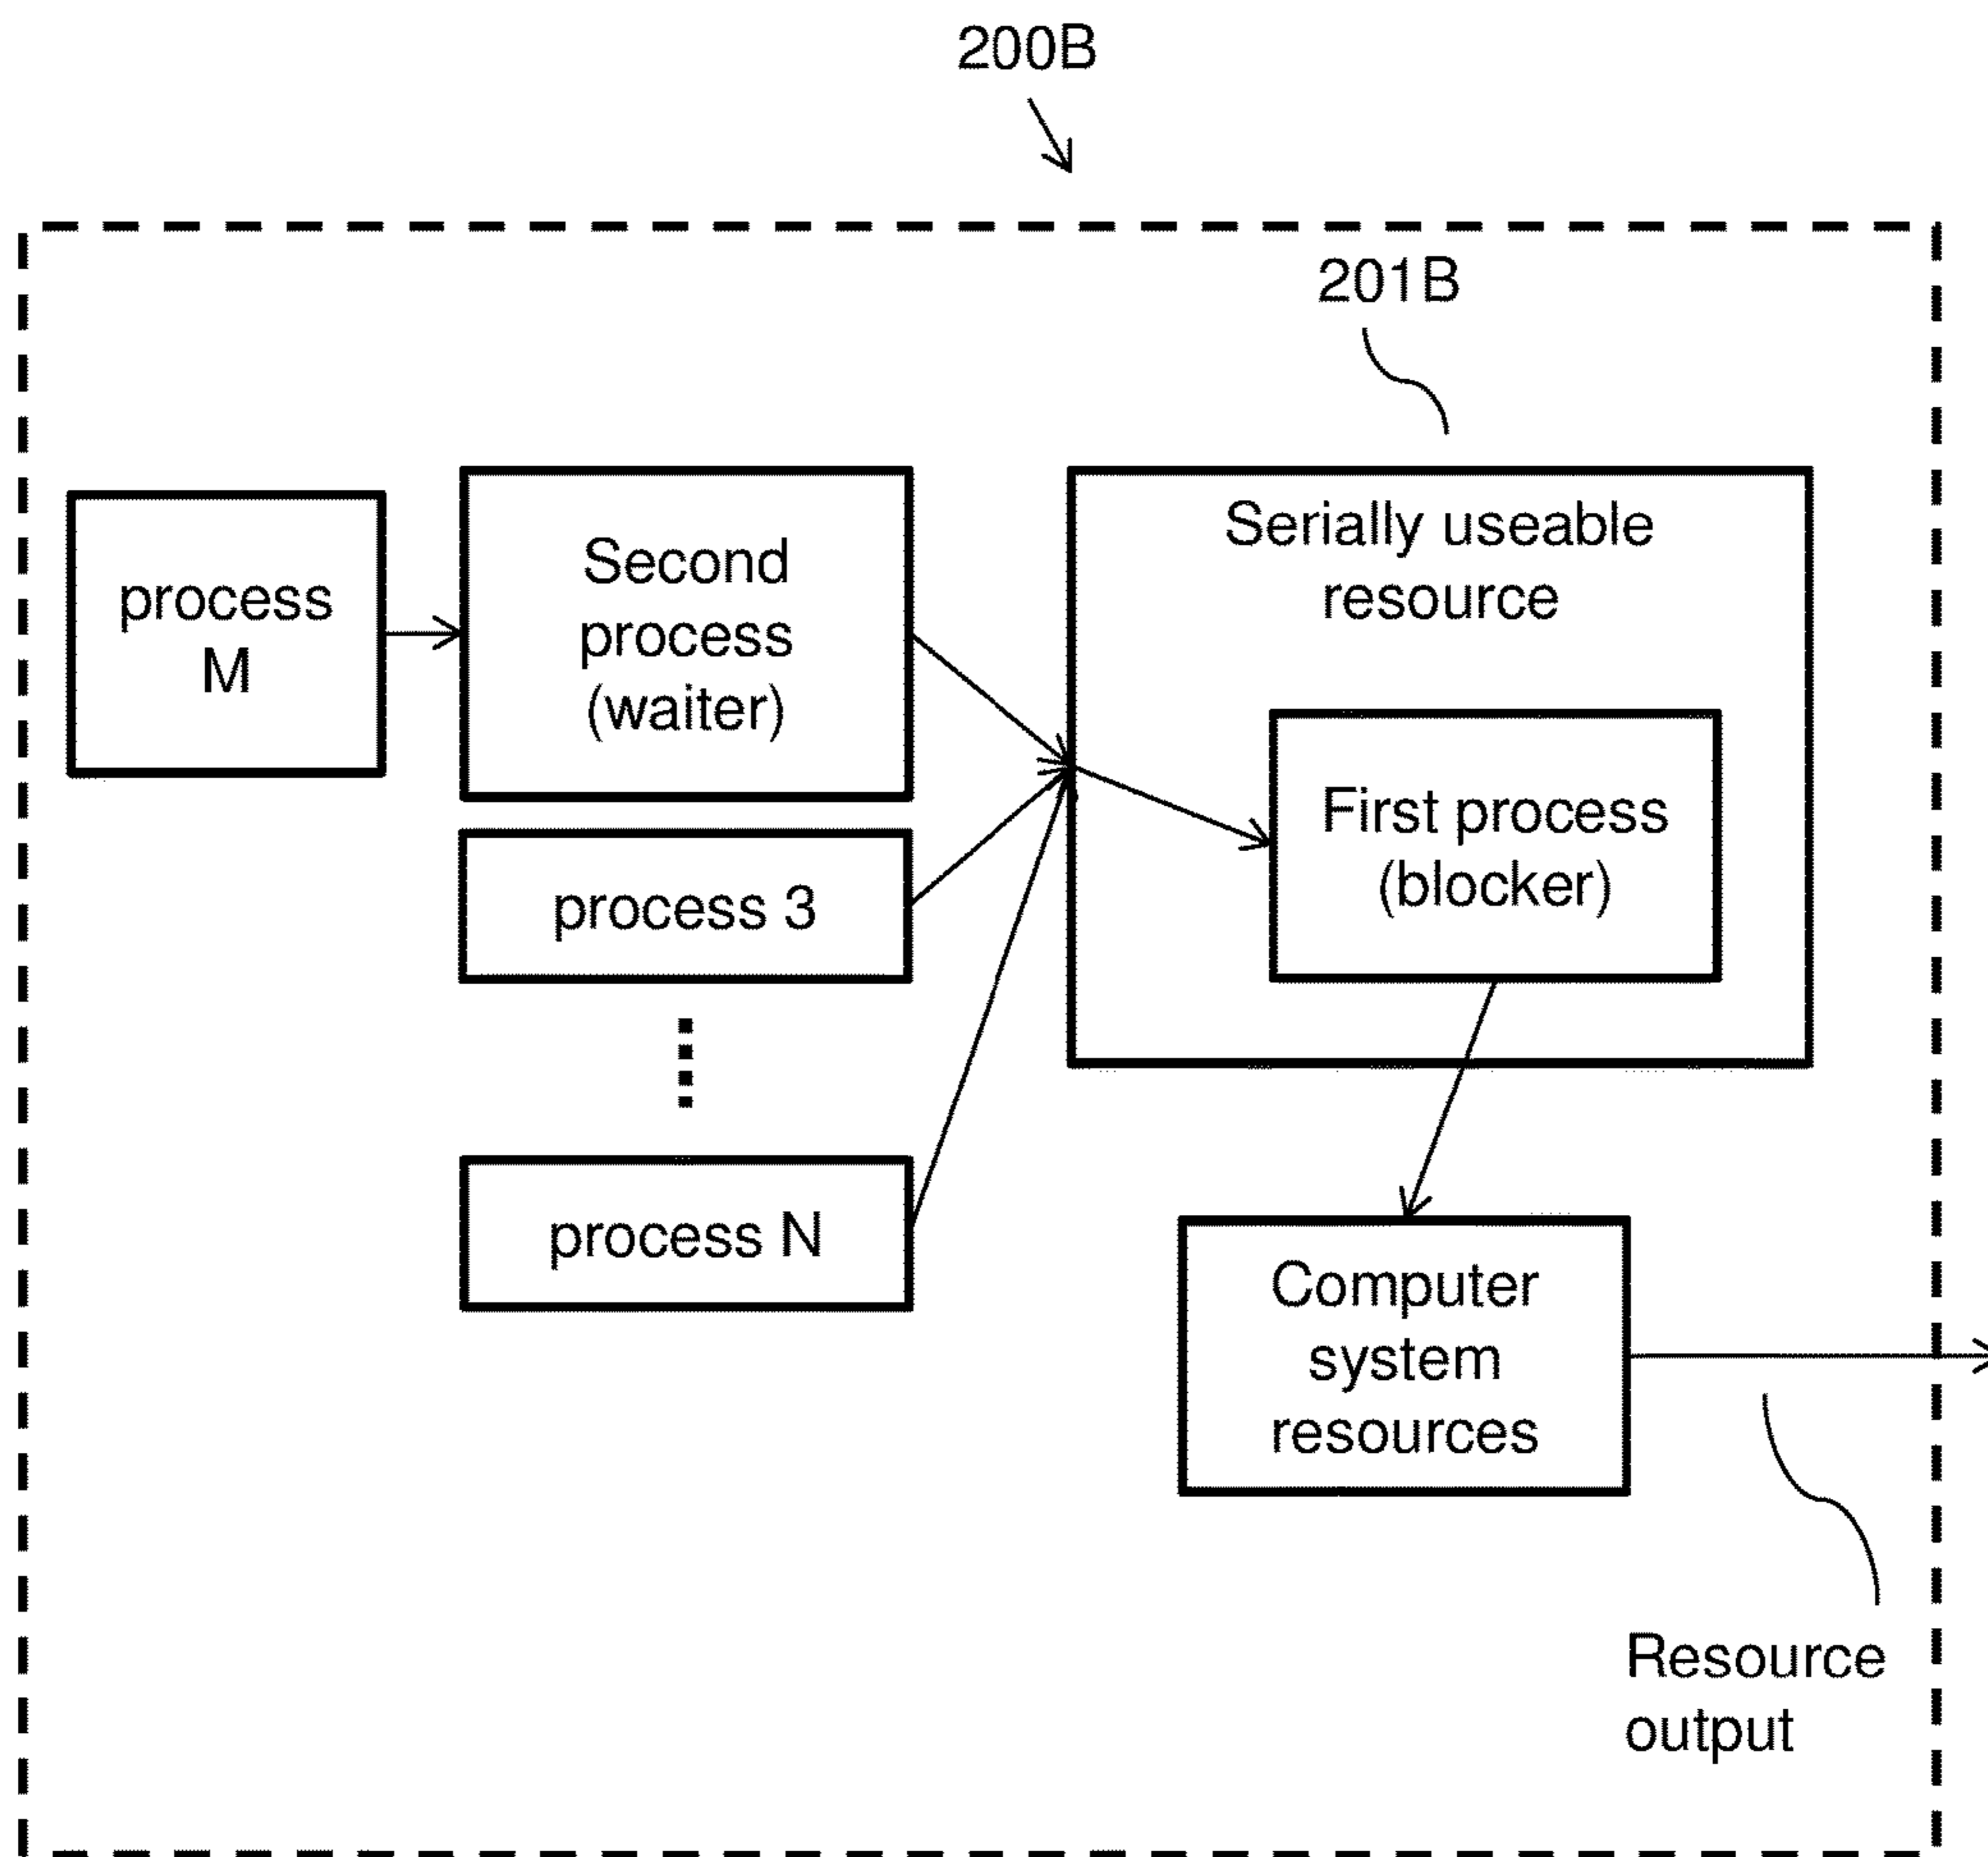 200B
201B
process
M
Second
process
(waiter)
Serially useable
resource
First process
(blocker)
process 3
process N
Computer
system
resources
Resource
output